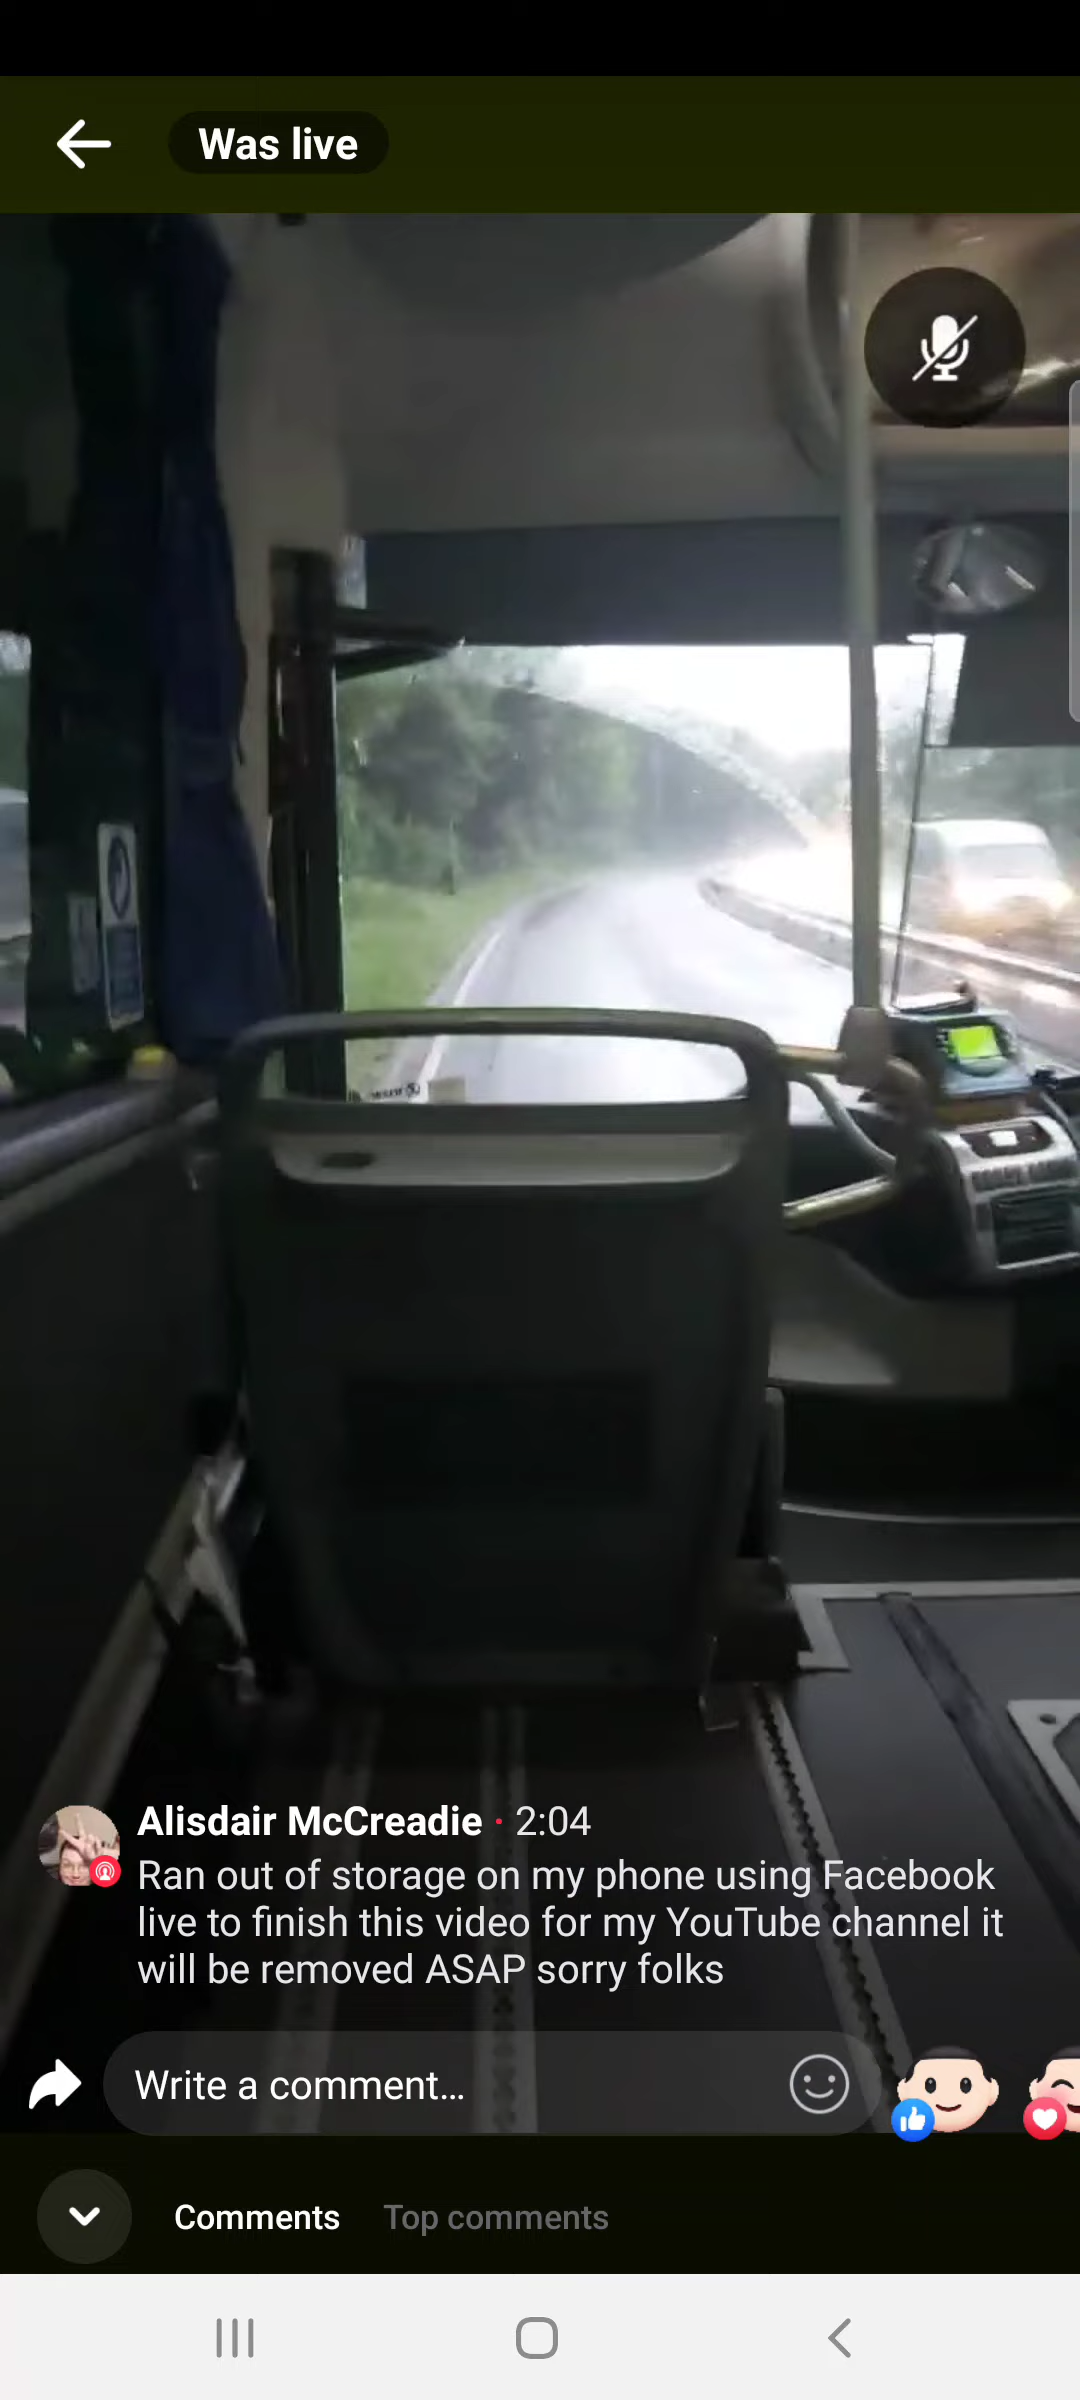 Was live
Alisdair McCreadie · 2:04
Ran out of storage on my phone using Facebook
live to finish this video for my YouTube channel it
will be removed ASAP sorry folks
Write a comment...
Comments Top comments